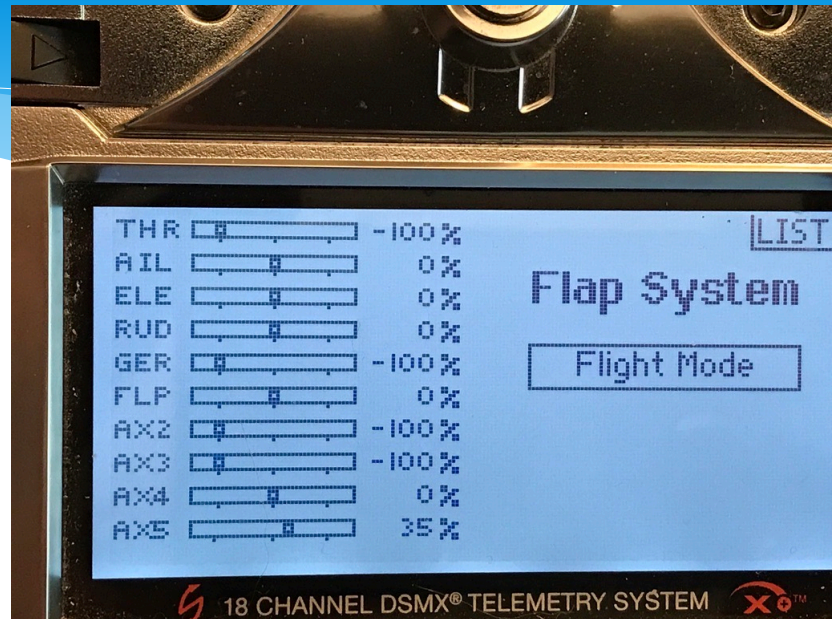 THR -100%
LIST
AIL 0%
ELE 0%
Flap System
RUD 0%
GER -100%
Flight Mode
FLP 0%
AX2 -100%
AX3 -100%
AX4 0%
AX5 35%
18 CHANNEL DSMX® TELEMETRY SYSTEM X+™